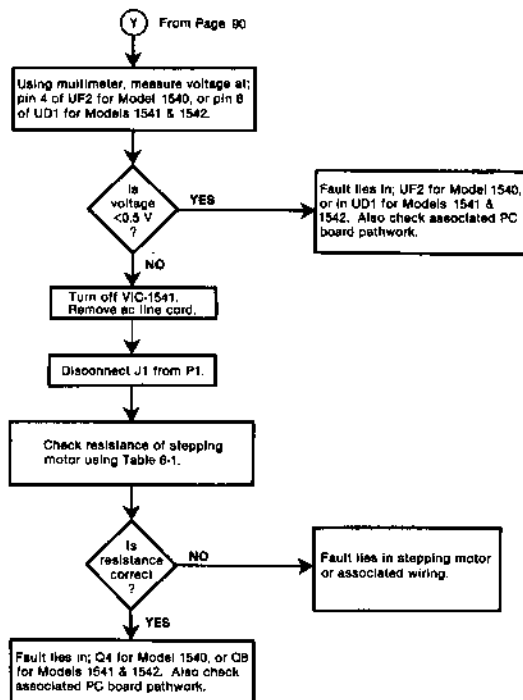 Y
From Page 90
Using multimeter, measure voltage at;
pin 4 of UF2 for Model 1540, or pin 8
of UD1 for Models 1541 & 1542.
Is
voltage
<0.5 V
?
YES
Fault lies in; UF2 for Model 1540,
or in UD1 for Models 1541 &
1542. Also check associated PC
board pathwork.
NO
Turn off VIC-1541.
Remove ac line cord.
Disconnect J1 from P1.
Check resistance of stepping
motor using Table 6-1.
Is
resistance
correct
?
NO
Fault lies in stepping motor
or associated wiring.
YES
Fault lies in; Q4 for Model 1540, or Q8
for Models 1541 & 1542. Also check
associated PC board pathwork.